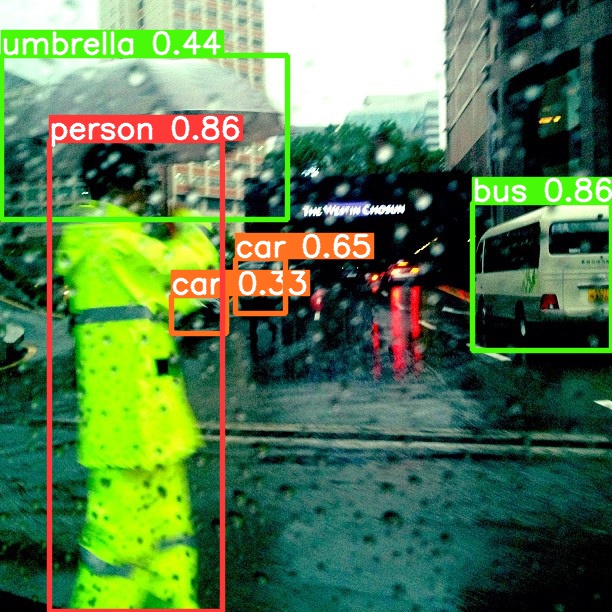 umbrella 0.44
person 0.86
bus 0.86
THE WESTIN CHOSUN
car 0.65
car 0.33